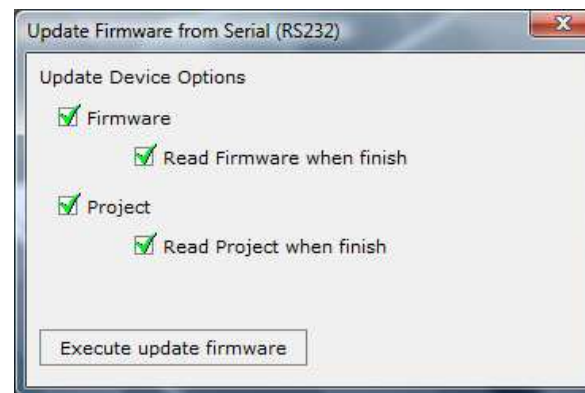 Update Firmware from Serial (RS232)
Update Device Options
Firmware
Read Firmware when finish
Project
Read Project when finish
Execute update firmware